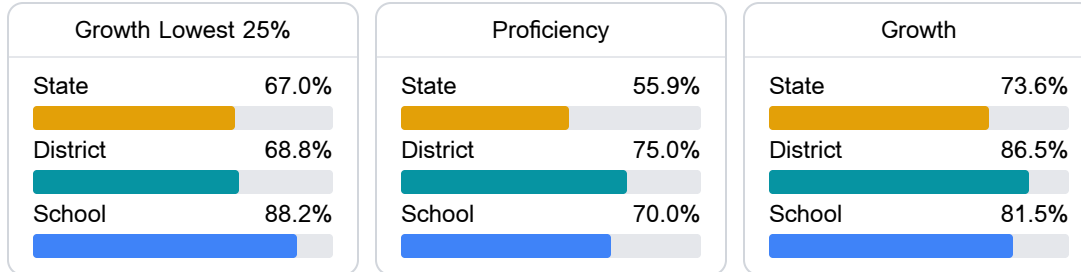 Growth Lowest 25%
State 67.0%
District 68.8%
School 88.2%
Proficiency
State 55.9%
District 75.0%
School 70.0%
Growth
State 73.6%
District 86.5%
School 81.5%